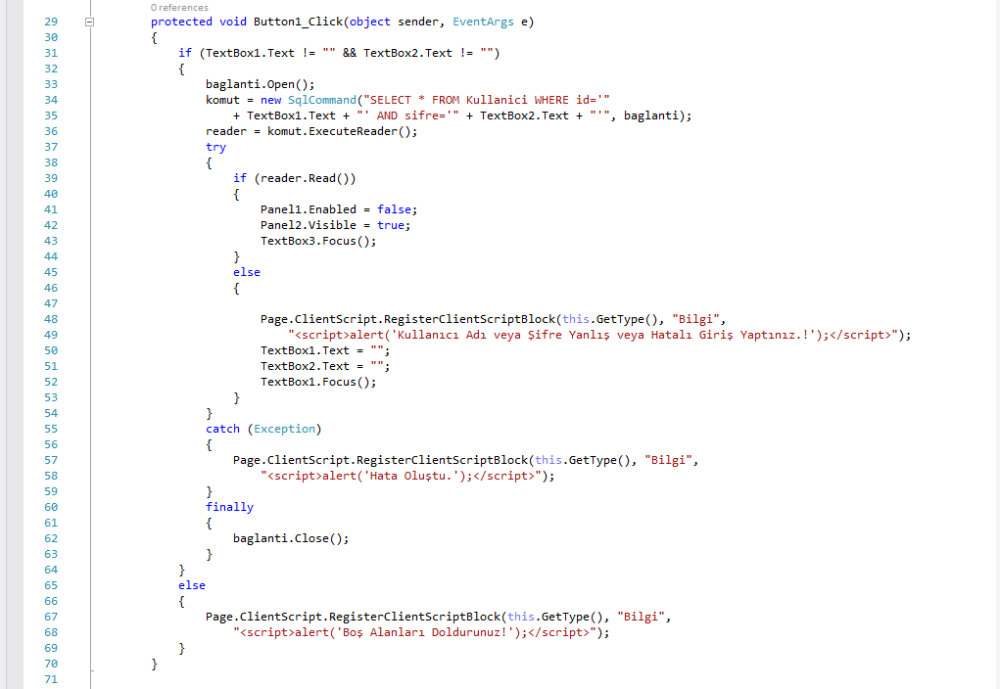 0 references
29 protected void Button1_Click(object sender, EventArgs e)
30 {
31 if (TextBox1.Text != "" && TextBox2.Text != "")
32 {
33 baglanti.Open();
34 komut = new SqlCommand("SELECT * FROM Kullanici WHERE id='"
35 + TextBox1.Text + "' AND sifre='" + TextBox2.Text + "'", baglanti);
36 reader = komut.ExecuteReader();
37 try
38 {
39 if (reader.Read())
40 {
41 Panel1.Enabled = false;
42 Panel2.Visible = true;
43 TextBox3.Focus();
44 }
45 else
46 {
47
48 Page.ClientScript.RegisterClientScriptBlock(this.GetType(), "Bilgi",
49 "<script>alert('Kullanıcı Adı veya Şifre Yanlış veya Hatalı Giriş Yaptınız.!');</script>");
50 TextBox1.Text = "";
51 TextBox2.Text = "";
52 TextBox1.Focus();
53 }
54 }
55 catch (Exception)
56 {
57 Page.ClientScript.RegisterClientScriptBlock(this.GetType(), "Bilgi",
58 "<script>alert('Hata Oluştu.');</script>");
59 }
60 finally
61 {
62 baglanti.Close();
63 }
64 }
65 else
66 {
67 Page.ClientScript.RegisterClientScriptBlock(this.GetType(), "Bilgi",
68 "<script>alert('Boş Alanları Doldurunuz!');</script>");
69 }
70 }
71